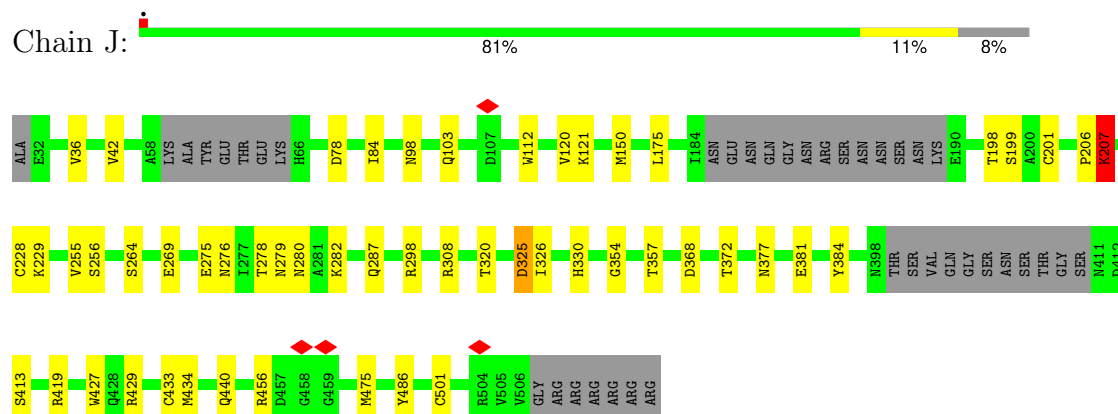 Chain J:
81% 11% 8%
ALA E32 V36 V42 A58 LYS ALA TYR GLU THR GLU LYS H66 D78 I84 N98 Q103 D107 W112 V120 K121 M150 L175 I184 ASN GLU ASN GLN GLY ASN ARG SER ASN ASN SER ASN LYS E190 T198 S199 A200 C201 P206 K207
C228 K229 V255 S256 S264 E269 E275 N276 I277 T278 N279 N280 A281 K282 Q287 R298 R308 T320 D325 I326 H330 G354 T357 D368 T372 N377 E381 Y384 N398 THR SER VAL GLN GLY SER ASN SER THR GLY SER N411 D412
S413 R419 W427 Q428 R429 C433 M434 Q440 R456 D457 G458 G459 M475 Y486 C501 R504 V505 V506 GLY ARG ARG ARG ARG ARG